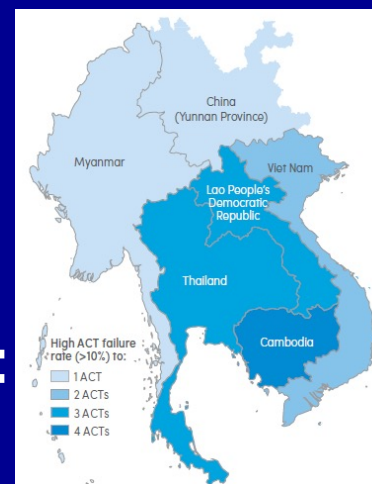 China
(Yunnan Province)
Myanmar
Viet Nam
Lao People's
Democratic
Republic
Thailand
Cambodia
High ACT failure
rate (>10%) to:
1 ACT
2 ACTs
3 ACTs
4 ACTs